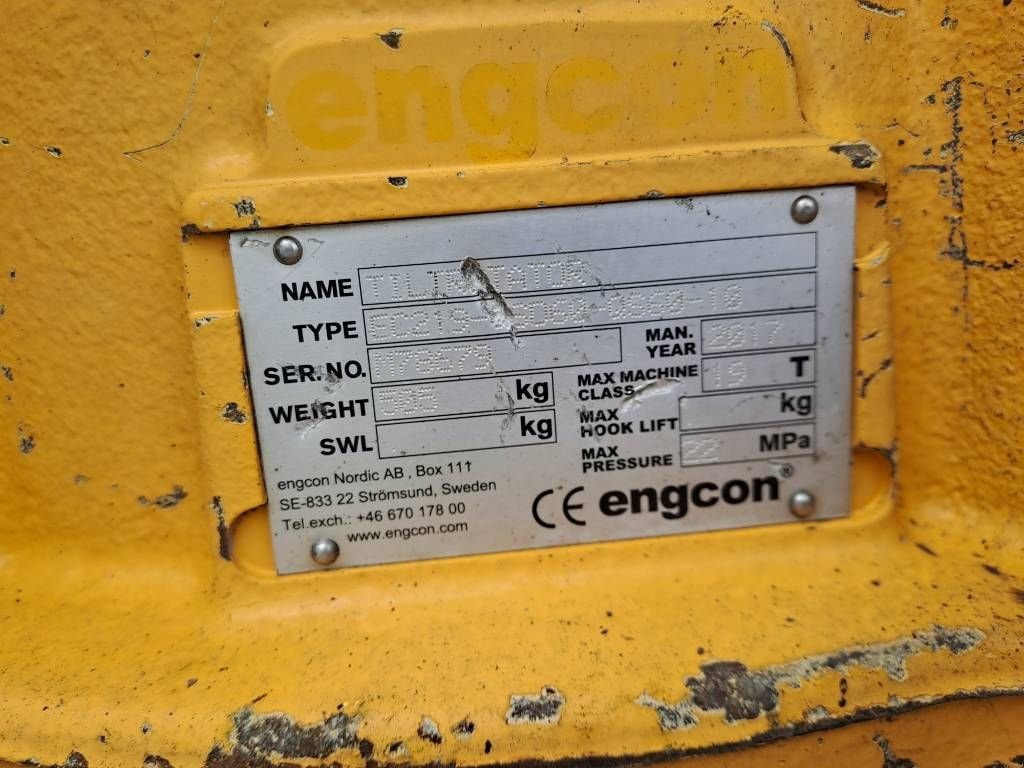 engcon
NAME TILTROTATOR
TYPE
SER.NO. M78679
MAN. YEAR 2017
WEIGHT kg
MAX MACHINE CLASS 19 T
SWL kg
MAX HOOK LIFT kg
MAX PRESSURE 22 MPa
engcon Nordic AB , Box 111
SE-833 22 Strömsund, Sweden
Tel.exch.: +46 670 178 00
www.engcon.com
CE engcon®